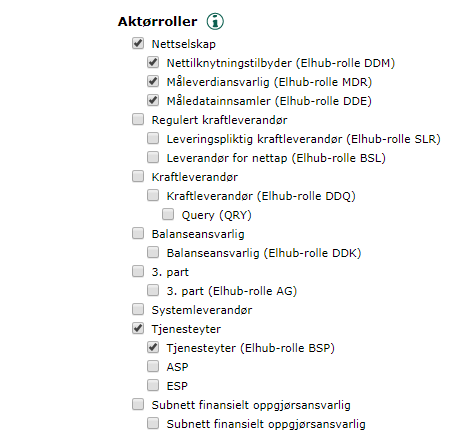 Aktørroller i
Nettselskap
Nettilknytningstilbyder (Elhub-rolle DDM)
Måleverdiansvarlig (Elhub-rolle MDR)
Måledatainnsamler (Elhub-rolle DDE)
Regulert kraftleverandør
Leveringspliktig kraftleverandør (Elhub-rolle SLR)
Leverandør for nettap (Elhub-rolle BSL)
Kraftleverandør
Kraftleverandør (Elhub-rolle DDQ)
Query (QRY)
Balanseansvarlig
Balanseansvarlig (Elhub-rolle DDK)
3. part
3. part (Elhub-rolle AG)
Systemleverandør
Tjenesteyter
Tjenesteyter (Elhub-rolle BSP)
ASP
ESP
Subnett finansielt oppgjørsansvarlig
Subnett finansielt oppgjørsansvarlig